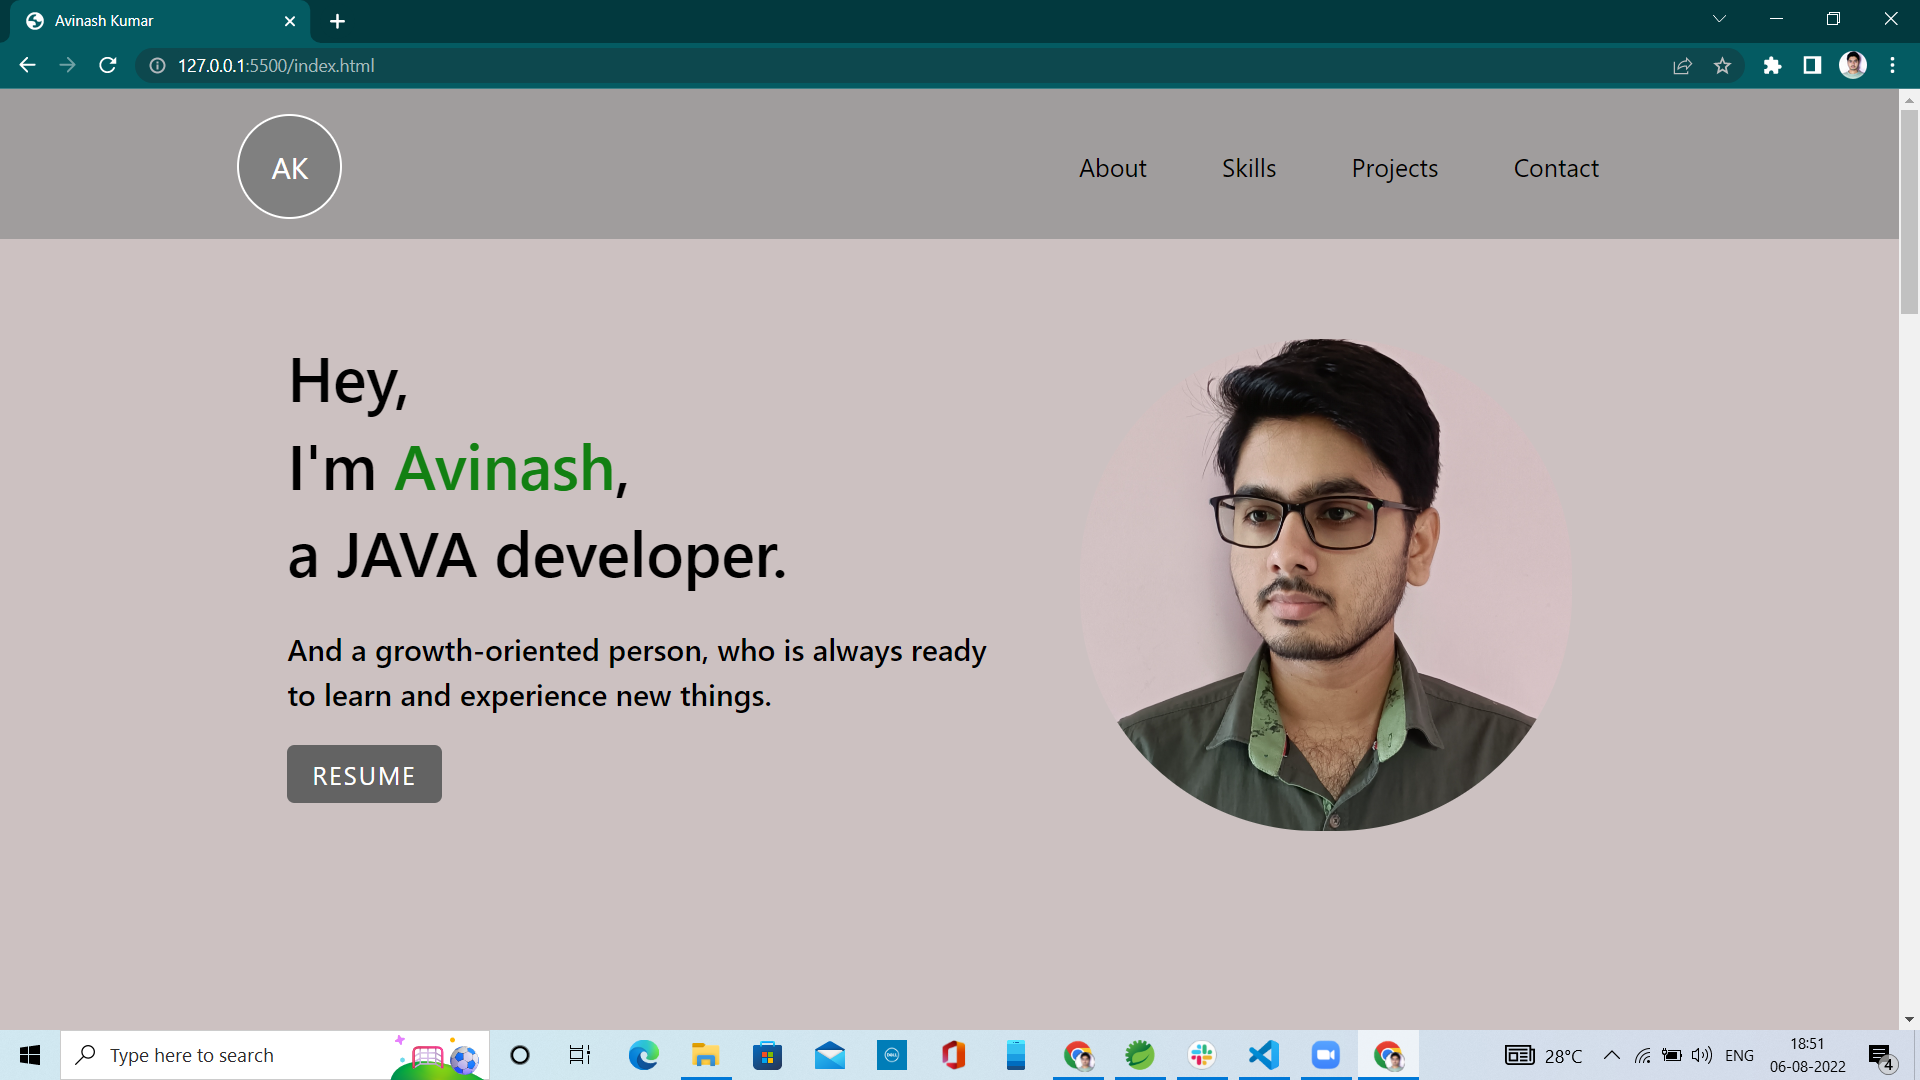 Avinash Kumar
127.0.0.1:5500/index.html
AK
About
Skills
Projects
Contact
Hey,
I'm Avinash,
a JAVA developer.
And a growth-oriented person, who is always ready
to learn and experience new things.
RESUME
Type here to search
DELL
28°C
ENG
18:51
06-08-2022
4